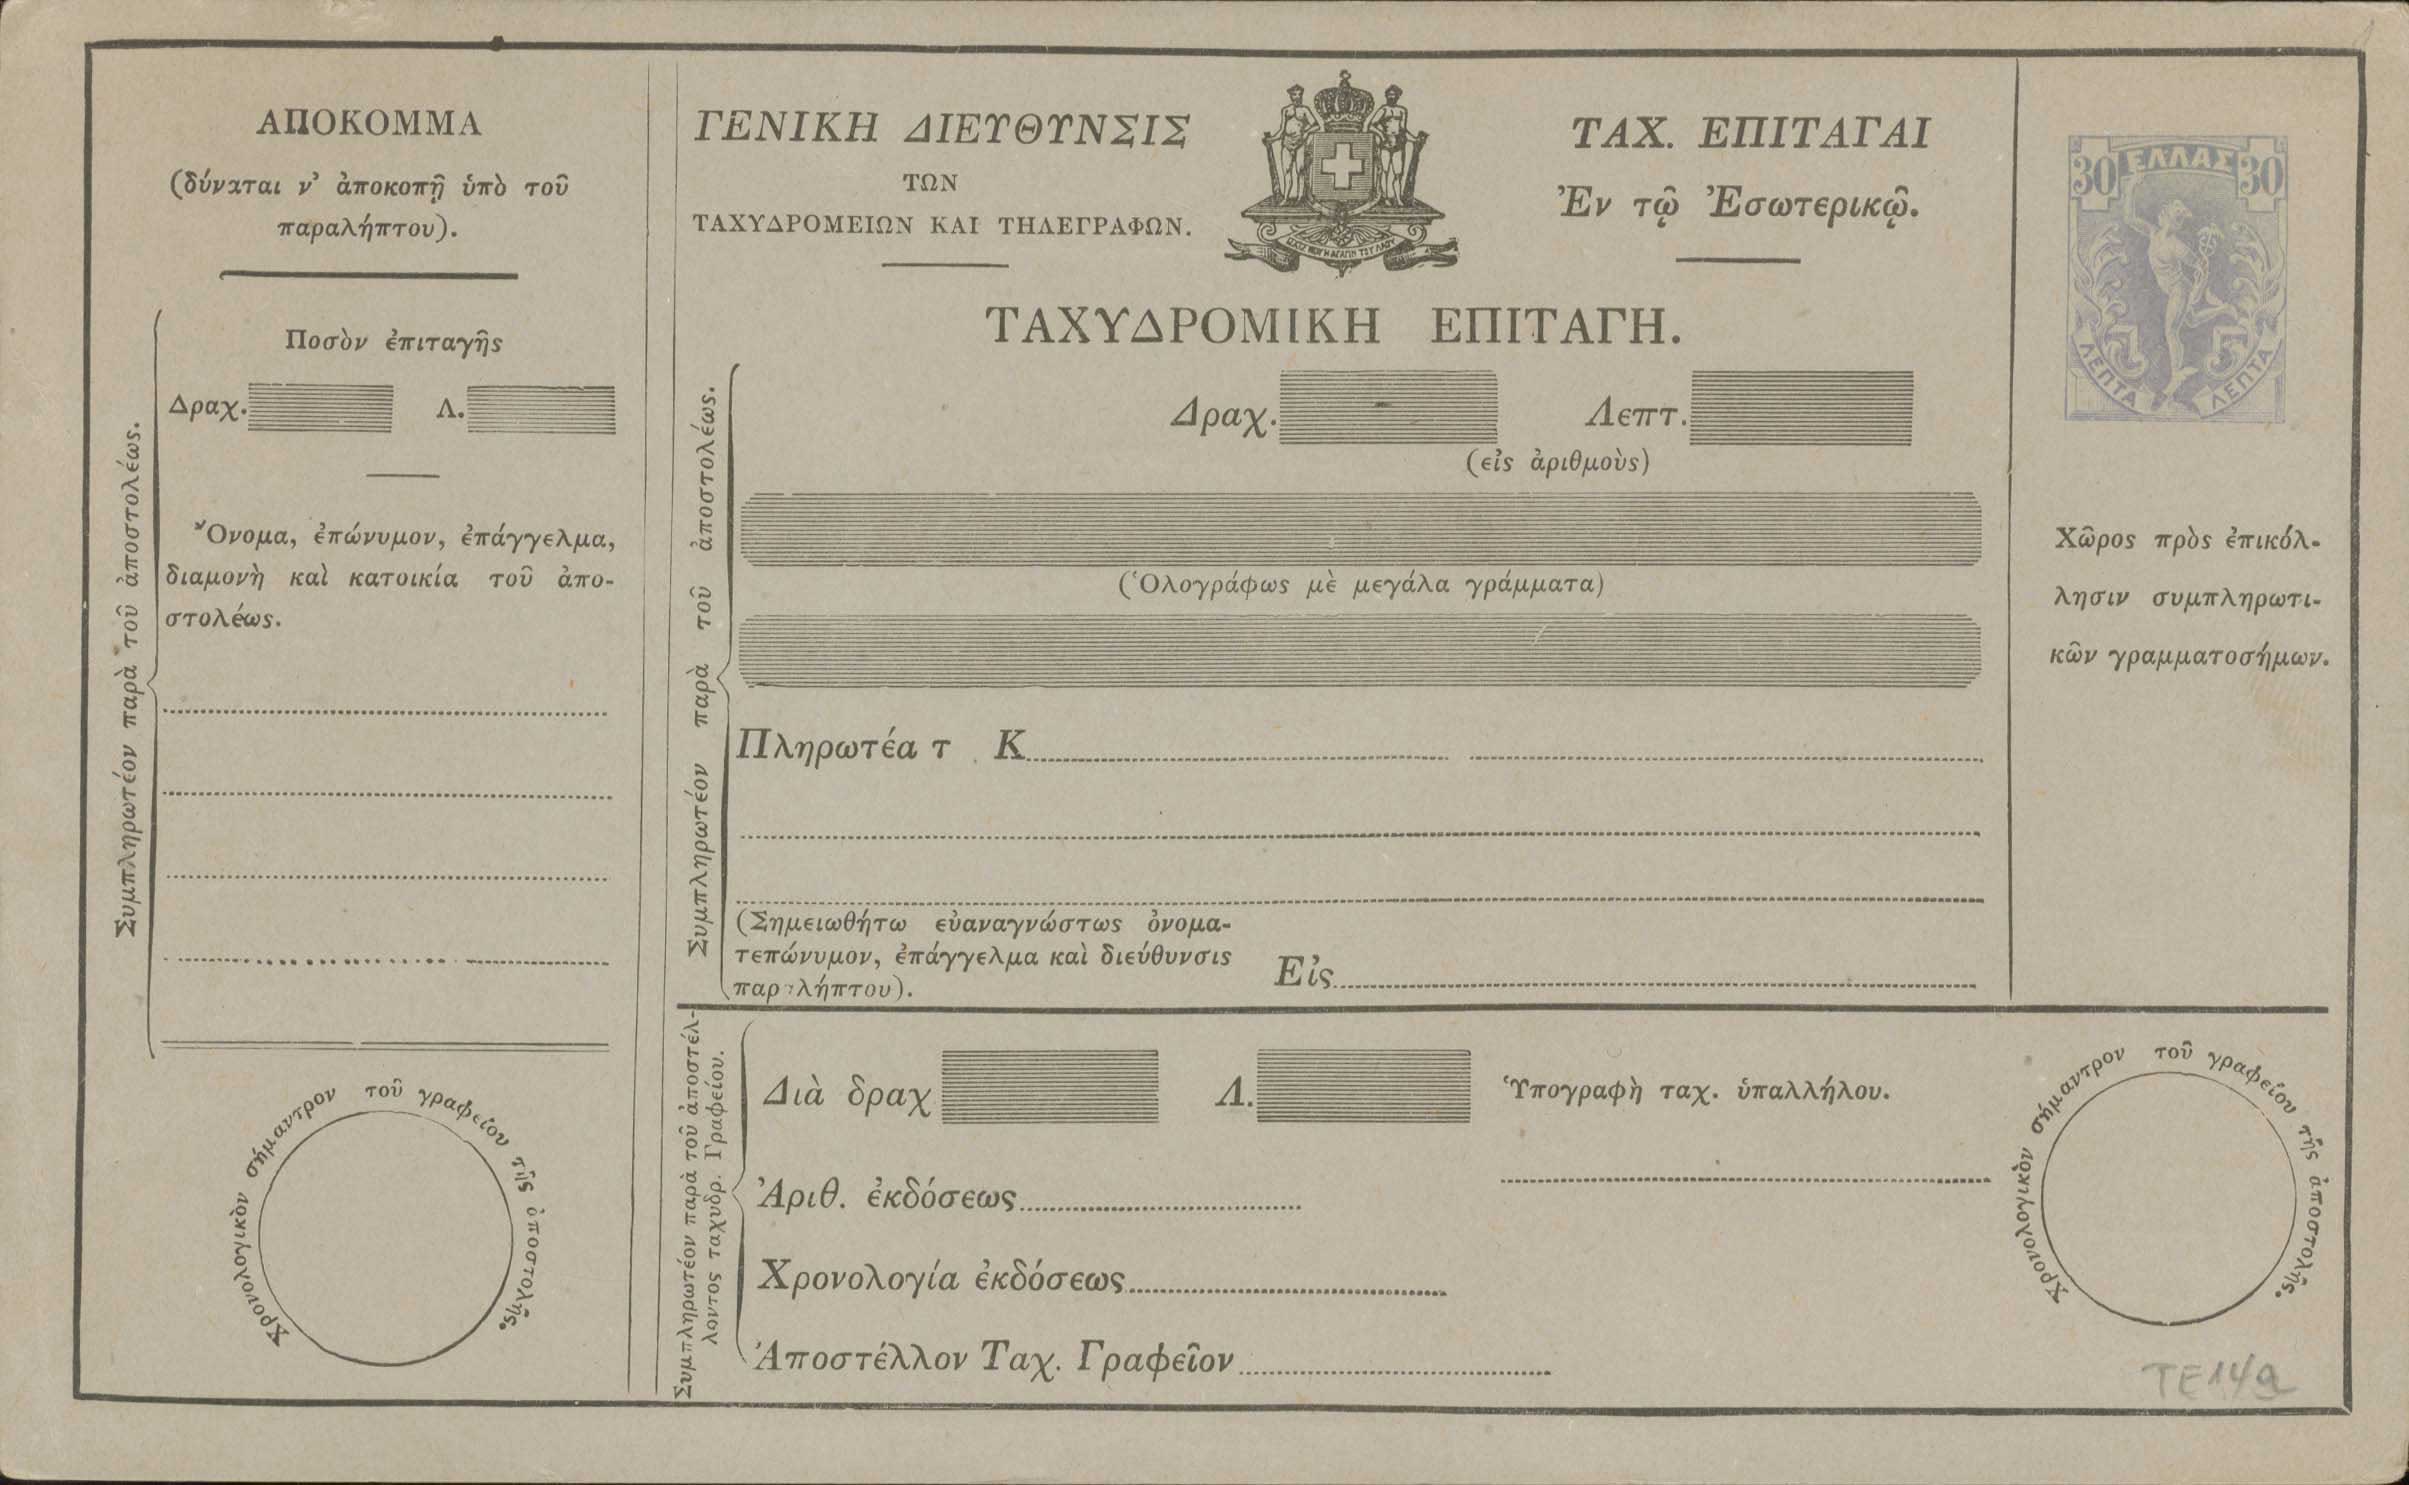 ΑΠΟΚΟΜΜΑ
(δύναται ν' ἀποκοπῇ ὑπὸ τοῦ
παραλήπτου).
Συμπληρωτέον παρὰ τοῦ ἀποστολέως.
Ποσὸν ἐπιταγῆς
Δραχ. Λ.
Ὄνομα, ἐπώνυμον, ἐπάγγελμα,
διαμονὴ καὶ κατοικία τοῦ ἀπο-
στολέως.
Χρονολογικὸν σήμαντρον τοῦ γραφείου τῆς ἀποστολῆς.
ΓΕΝΙΚΗ ΔΙΕΥΘΥΝΣΙΣ
ΤΩΝ
ΤΑΧΥΔΡΟΜΕΙΩΝ ΚΑΙ ΤΗΛΕΓΡΑΦΩΝ.
ΤΑΧ. ΕΠΙΤΑΓΑΙ
Ἐν τῷ Ἐσωτερικῷ.
ΤΑΧΥΔΡΟΜΙΚΗ ΕΠΙΤΑΓΗ.
Συμπληρωτέον παρὰ τοῦ ἀποστολέως.
Δραχ. Λεπτ.
(εἰς ἀριθμοὺς)
(Ὁλογράφως μὲ μεγάλα γράμματα)
Πληρωτέα τ Κ
(Σημειωθήτω εὐαναγνώστως ὀνομα-
τεπώνυμον, ἐπάγγελμα καὶ διεύθυνσις
παραλήπτου).
Εἰς
30 ΕΛΛΑΣ 30
ΛΕΠΤΑ ΛΕΠΤΑ
Χῶρος πρὸς ἐπικόλ-
λησιν συμπληρωτι-
κῶν γραμματοσήμων.
Συμπληρωτέον παρὰ τοῦ ἀποστέλ-
λοντος ταχυδρ. Γραφείου.
Διὰ δραχ Λ.
Ὑπογραφὴ ταχ. ὑπαλλήλου.
Ἀριθ. ἐκδόσεως
Χρονολογία ἐκδόσεως
Ἀποστέλλον Ταχ. Γραφεῖον
Χρονολογικὸν σήμαντρον τοῦ γραφείου τῆς ἀποστολῆς.
TE149